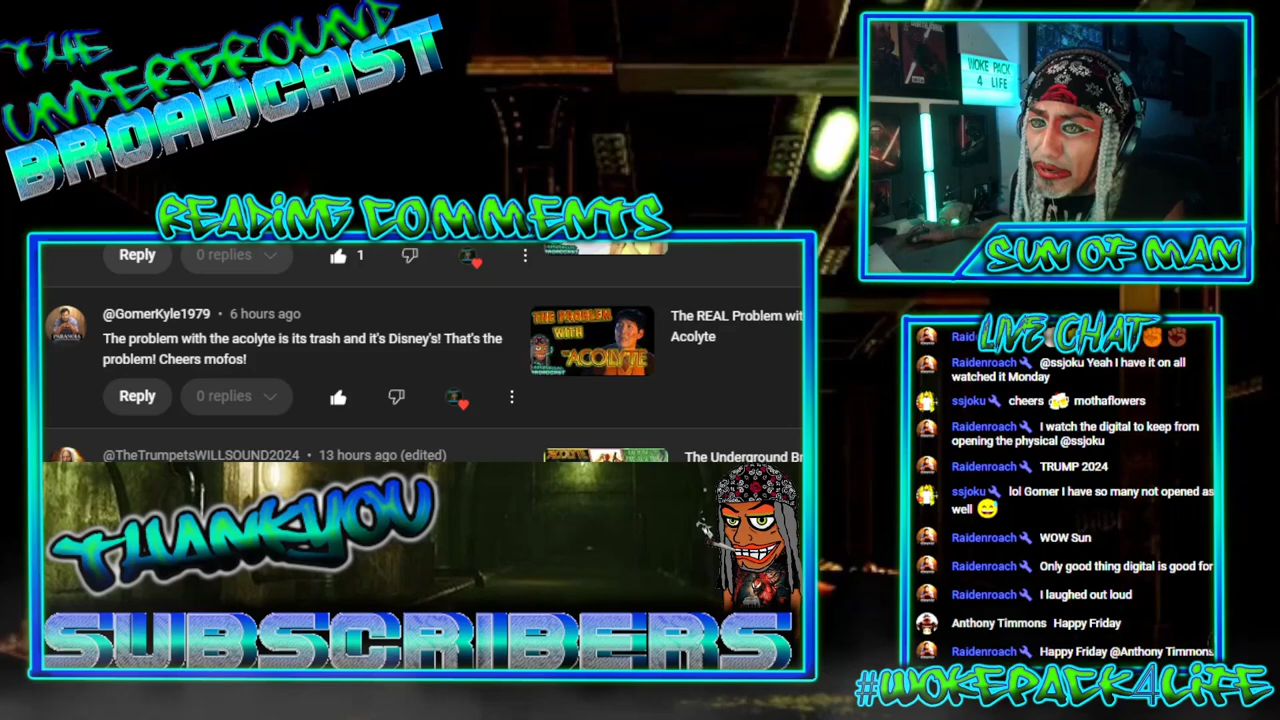 THE
UNDERGROUND
BROADCAST
WOKE PACK
4 LIFE
SUN OF MAN
READING COMMENTS
Reply 0 replies 1
@GomerKyle1979 • 6 hours ago
The problem with the acolyte is its trash and it's Disney's! That's the
problem! Cheers mofos!
THE PROBLEM
WITH
THE ACOLYTE
The REAL Problem wit
Acolyte
Reply 0 replies
@TheTrumpetsWILLSOUND2024 • 13 hours ago (edited)
The Underground Br
THANKYOU
SUBSCRIBERS
LIVE CHAT
Raid
Raidenroach @ssjoku Yeah I have it on all
watched it Monday
ssjoku cheers 🍻 mothaflowers
Raidenroach I watch the digital to keep from
opening the physical @ssjoku
Raidenroach TRUMP 2024
ssjoku lol Gomer I have so many not opened as
well 😅
Raidenroach WOW Sun
Raidenroach Only good thing digital is good for
Raidenroach I laughed out loud
Anthony Timmons Happy Friday
Raidenroach Happy Friday @Anthony Timmons
#WOKEPACK4LIFE